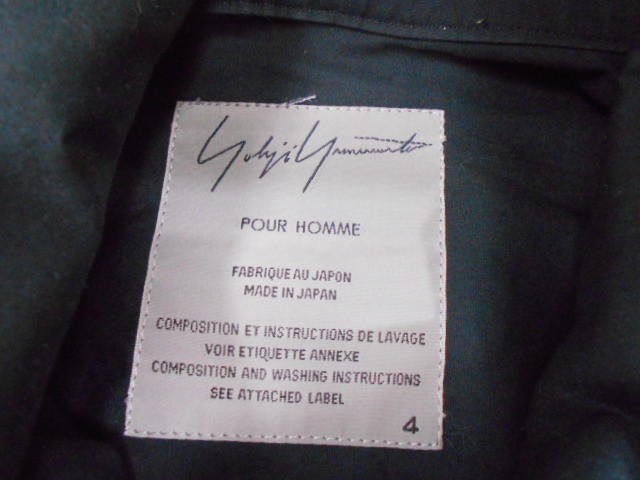 Yohji Yamamoto
POUR HOMME
FABRIQUE AU JAPON
MADE IN JAPAN
COMPOSITION ET INSTRUCTIONS DE LAVAGE
VOIR ETIQUETTE ANNEXE
COMPOSITION AND WASHING INSTRUCTIONS
SEE ATTACHED LABEL
4